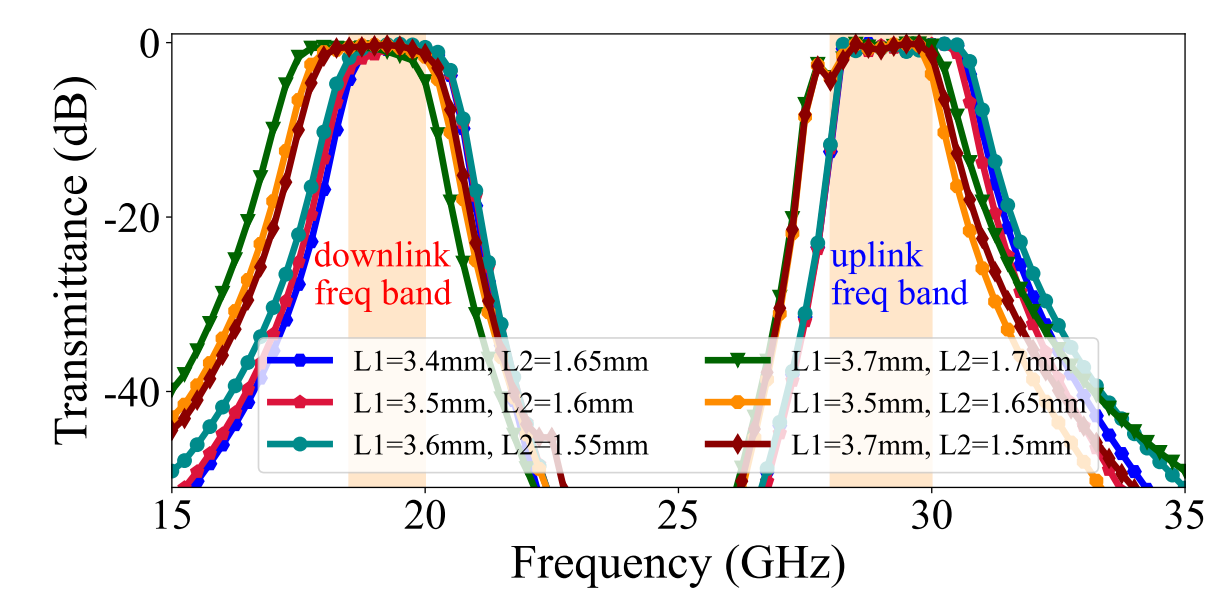 Transmittance (dB)
0
-20
-40
downlink
freq band
uplink
freq band
L1=3.4mm, L2=1.65mm
L1=3.5mm, L2=1.6mm
L1=3.6mm, L2=1.55mm
L1=3.7mm, L2=1.7mm
L1=3.5mm, L2=1.65mm
L1=3.7mm, L2=1.5mm
15 20 25 30 35
Frequency (GHz)